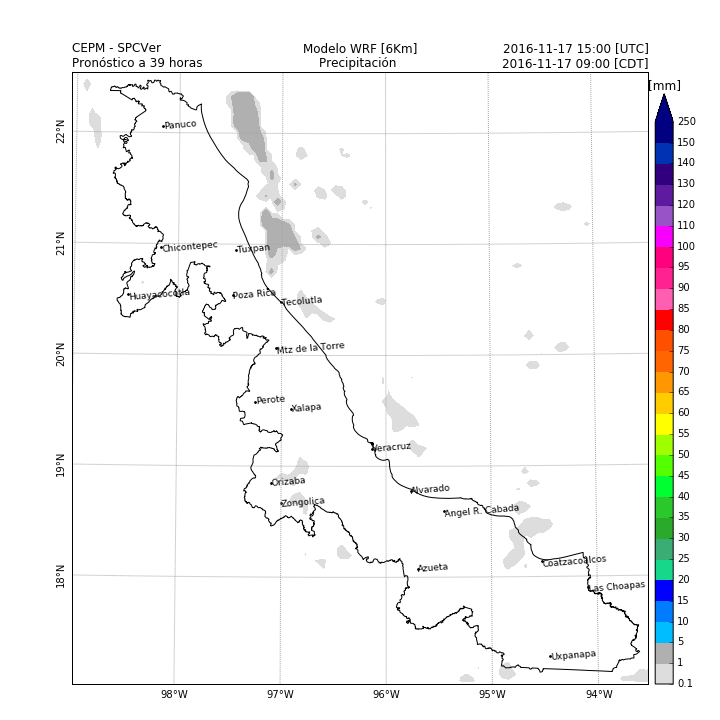 CEPM - SPCVer Modelo WRF [6Km] 2016-11-17 15:00 [UTC]
Pronóstico a 39 horas Precipitación 2016-11-17 09:00 [CDT]
[mm]
250
150
140
130
120
110
100
95
90
85
80
75
70
65
60
55
50
45
40
35
30
25
20
15
10
5
1
0.1
22°N
21°N
20°N
19°N
18°N
Panuco
Chicontepec
Tuxpan
Huayacocotla
Poza Rica
Tecolutla
Mtz de la Torre
Perote
Xalapa
Veracruz
Orizaba
Zongolica
Alvarado
Angel R. Cabada
Azueta
Coatzacoalcos
Las Choapas
Uxpanapa
98°W 97°W 96°W 95°W 94°W